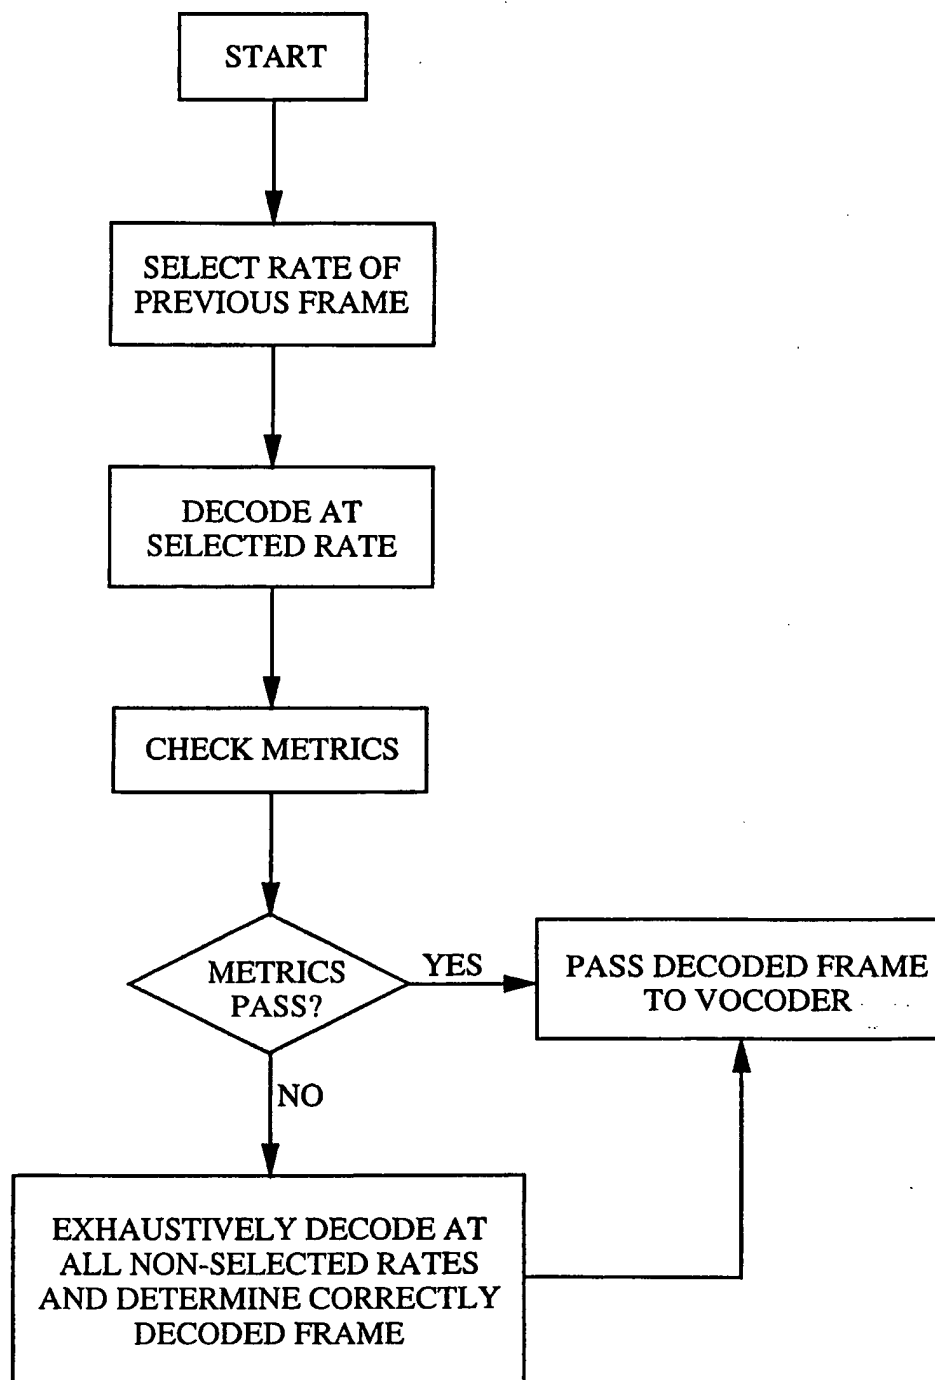 START
SELECT RATE OF
PREVIOUS FRAME
DECODE AT
SELECTED RATE
CHECK METRICS
METRICS
PASS?
YES
PASS DECODED FRAME
TO VOCODER
NO
EXHAUSTIVELY DECODE AT
ALL NON-SELECTED RATES
AND DETERMINE CORRECTLY
DECODED FRAME